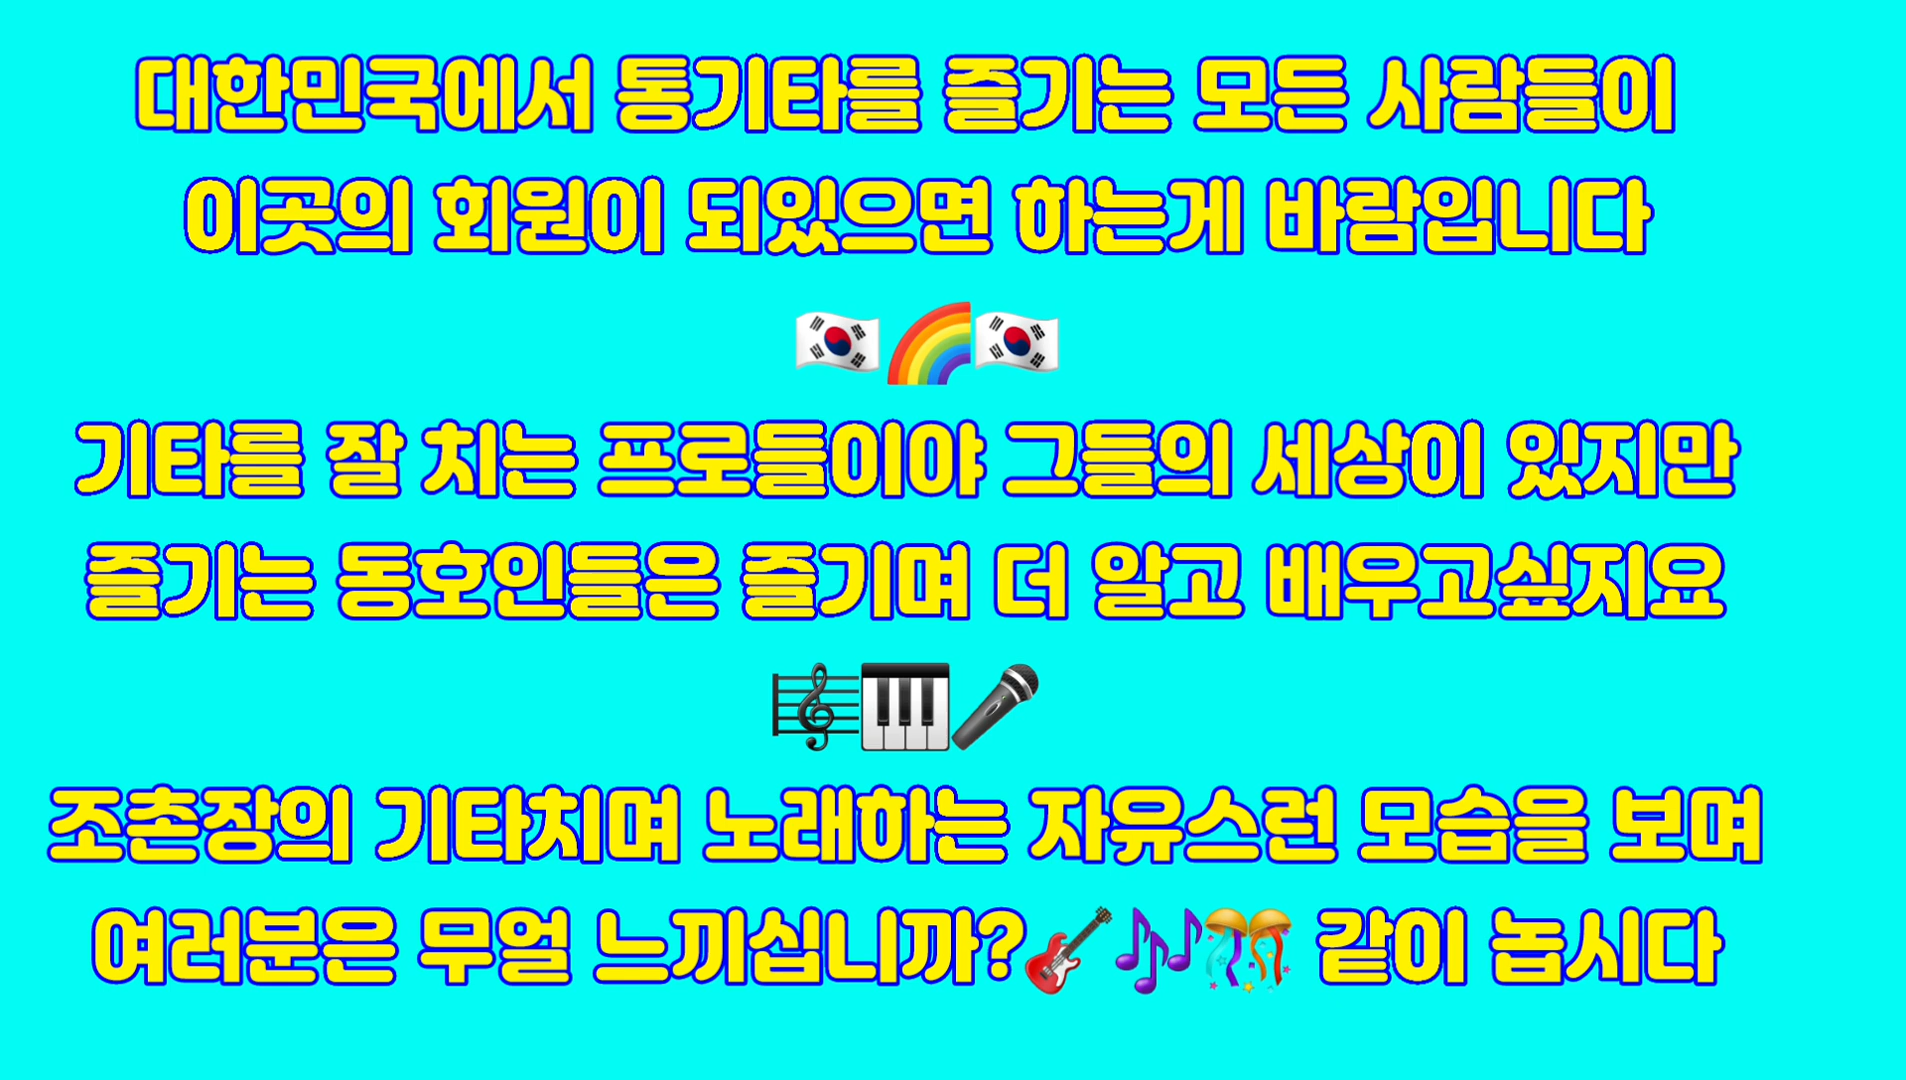 대한민국에서 통기타를 즐기는 모든 사람들이
이곳의 회원이 되있으면 하는게 바람입니다
🇰🇷🌈🇰🇷
기타를 잘 치는 프로들이야 그들의 세상이 있지만
즐기는 동호인들은 즐기며 더 알고 배우고싶지요
🎼🎹🎤
조촌장의 기타치며 노래하는 자유스런 모습을 보며
여러분은 무얼 느끼십니까?🎸🎶🎊 같이 놉시다